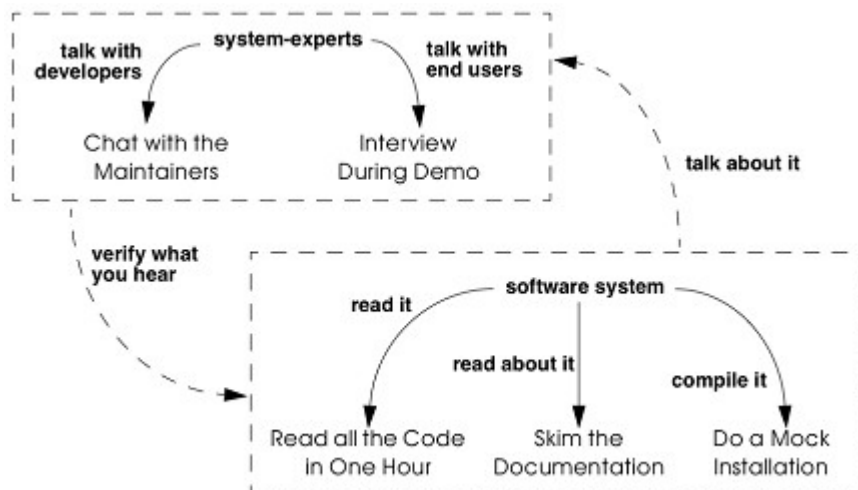 system-experts
talk with
developers
talk with
end users
Chat with the
Maintainers
Interview
During Demo
talk about it
verify what
you hear
software system
read it
read about it
compile it
Read all the Code
in One Hour
Skim the
Documentation
Do a Mock
Installation